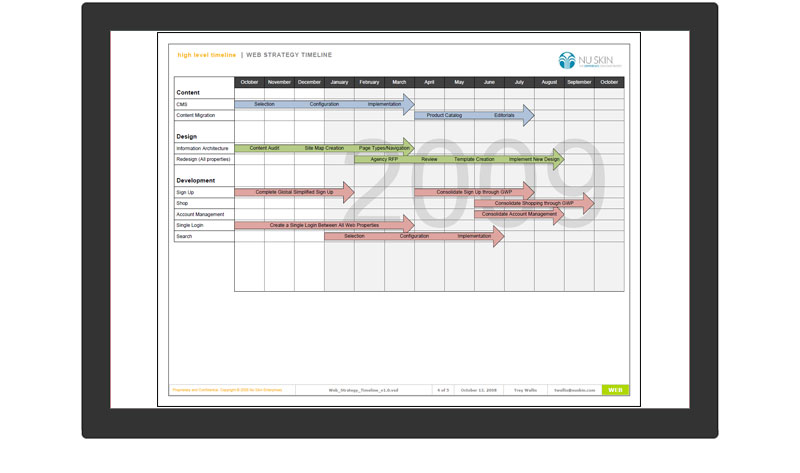 high level timeline | WEB STRATEGY TIMELINE
NU SKIN
October November December January February March April May June July August September October
2009
Content
CMS Selection Configuration Implementation
Content Migration Product Catalog Editorials
Design
Information Architecture Content Audit Site Map Creation Page Types/Navigation
Redesign (All properties) Agency RFP Review Template Creation Implement New Design
Development
Sign Up Complete Global Simplified Sign Up Consolidate Sign Up through GWP
Shop Consolidate Shopping through GWP
Account Management Consolidate Account Management
Single Login Create a Single Login Between All Web Properties
Search Selection Configuration Implementation
Proprietary and Confidential. Copyright © 2008 Nu Skin Enterprises. Web_Strategy_Timeline_v1.0.vsd 4 of 5 October 13, 2008 Trey Wallis twallis@nuskin.com WEB